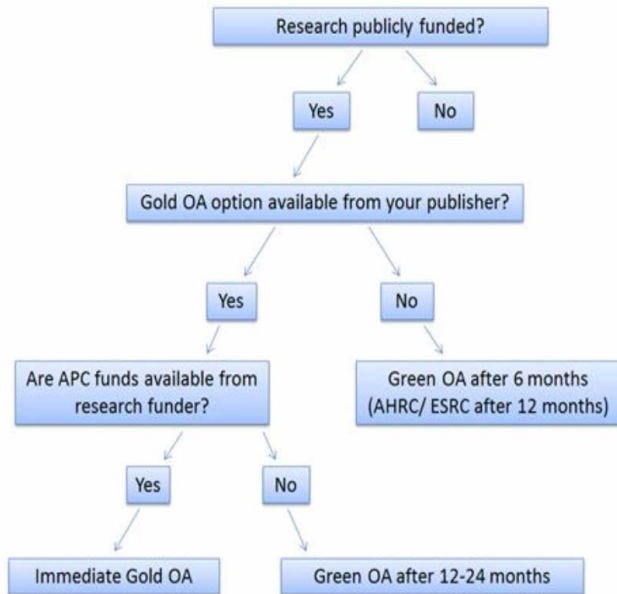 Research publicly funded?
Yes
No
Gold OA option available from your publisher?
Yes
No
Are APC funds available from
research funder?
Green OA after 6 months
(AHRC/ ESRC after 12 months)
Yes
No
Immediate Gold OA
Green OA after 12-24 months